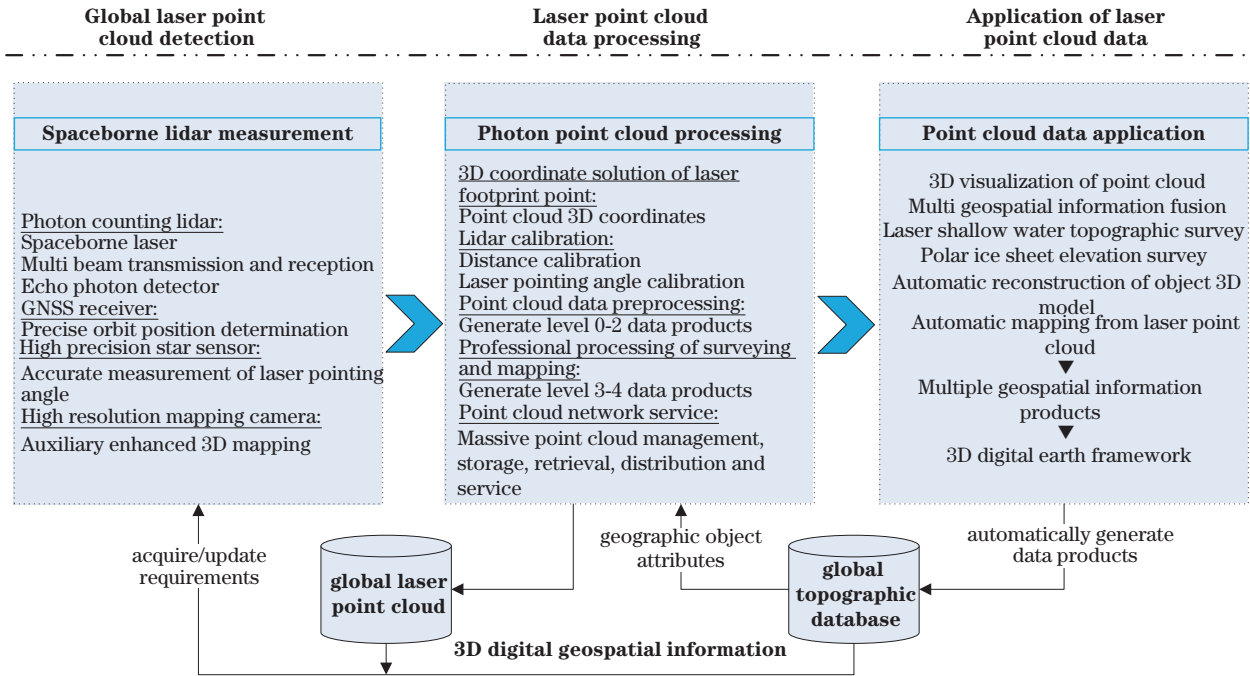 Global laser point
cloud detection
Laser point cloud
data processing
Application of laser
point cloud data
Spaceborne lidar measurement
Photon counting lidar:
Spaceborne laser
Multi beam transmission and reception
Echo photon detector
GNSS receiver:
Precise orbit position determination
High precision star sensor:
Accurate measurement of laser pointing
angle
High resolution mapping camera:
Auxiliary enhanced 3D mapping
Photon point cloud processing
3D coordinate solution of laser
footprint point:
Point cloud 3D coordinates
Lidar calibration:
Distance calibration
Laser pointing angle calibration
Point cloud data preprocessing:
Generate level 0-2 data products
Professional processing of surveying
and mapping:
Generate level 3-4 data products
Point cloud network service:
Massive point cloud management,
storage, retrieval, distribution and
service
Point cloud data application
3D visualization of point cloud
Multi geospatial information fusion
Laser shallow water topographic survey
Polar ice sheet elevation survey
Automatic reconstruction of object 3D
model
Automatic mapping from laser point
cloud
Multiple geospatial information
products
3D digital earth framework
acquire/update
requirements
global laser
point cloud
geographic object
attributes
global
topographic
database
automatically generate
data products
3D digital geospatial information